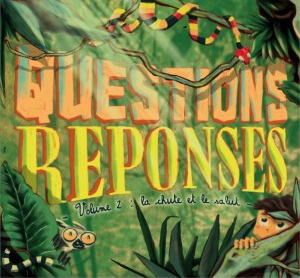 QUESTIONS
REPONSES
Volume 2 : la chute et le salut